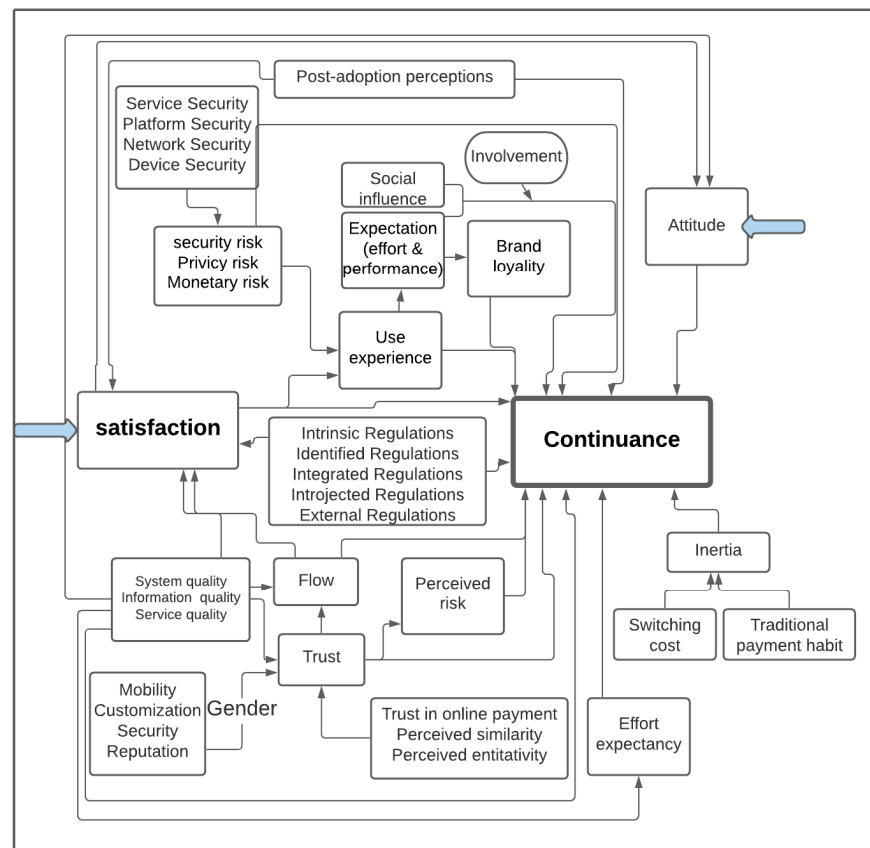 Post-adoption perceptions
Service Security
Platform Security
Network Security
Device Security
Involvement
Social
influence
Attitude
security risk
Privicy risk
Monetary risk
Expectation
(effort &
performance)
Brand
loyality
Use
experience
satisfaction
Continuance
Intrinsic Regulations
Identified Regulations
Integrated Regulations
Introjected Regulations
External Regulations
Inertia
System quality
Information quality
Service quality
Flow
Perceived
risk
Switching
cost
Traditional
payment habit
Trust
Mobility
Customization
Security
Reputation
Gender
Trust in online payment
Perceived similarity
Perceived entitativity
Effort
expectancy